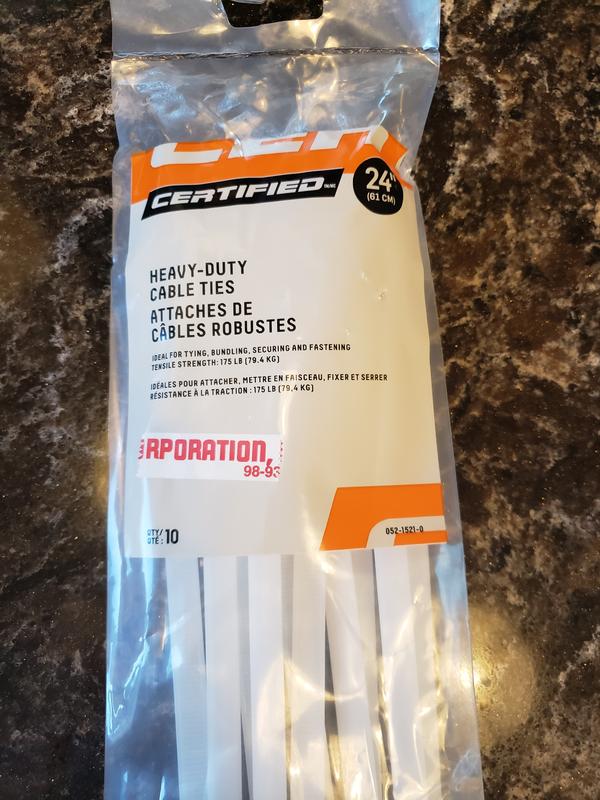 CERTIFIED
24"
(61 CM)
HEAVY-DUTY
CABLE TIES
ATTACHES DE
CÂBLES ROBUSTES
IDEAL FOR TYING, BUNDLING, SECURING AND FASTENING
TENSILE STRENGTH: 175 LB (79.4 KG)
IDÉALES POUR ATTACHER, METTRE EN FAISCEAU, FIXER ET SERRER
RÉSISTANCE À LA TRACTION : 175 LB (79,4 KG)
RPORATION,
98-93
QTY/
QTÉ : 10
052-1521-0